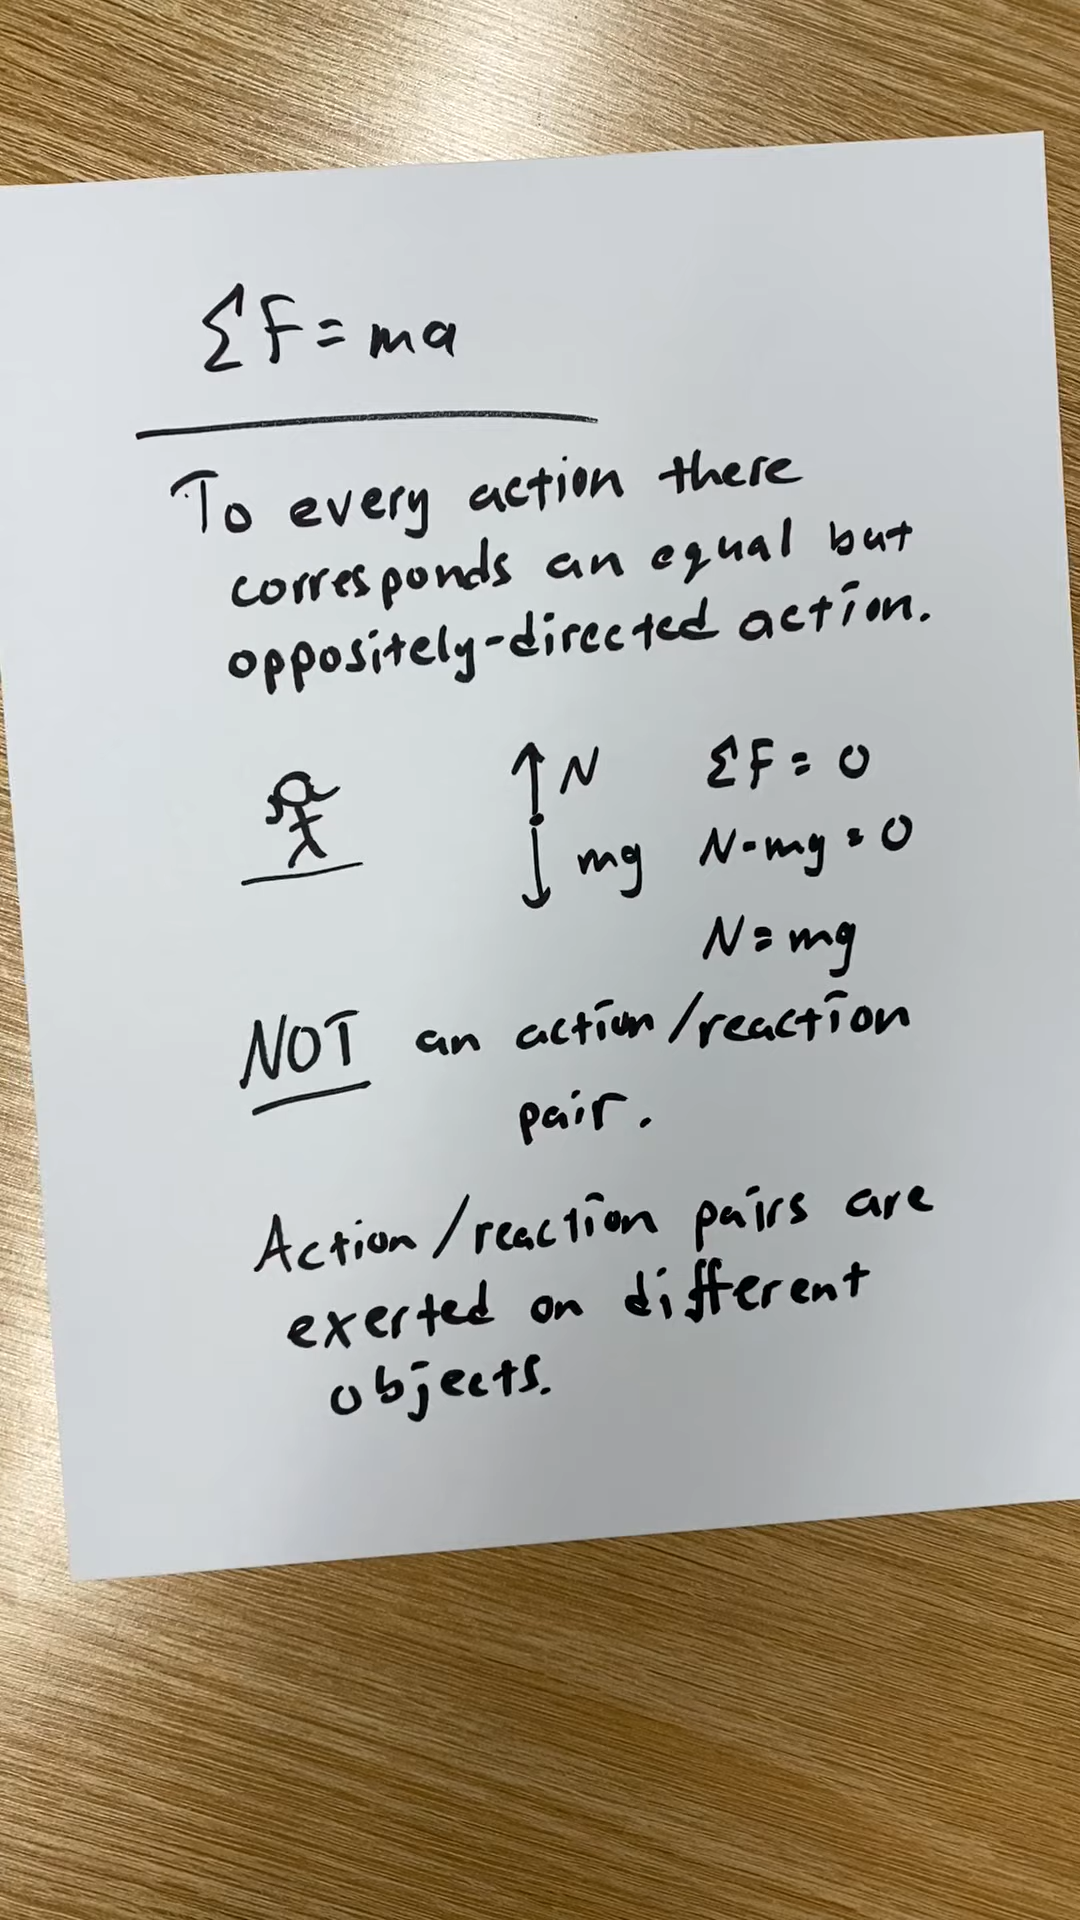 ΣF = ma
To every action there
corresponds an equal but
oppositely-directed action.
N
mg
ΣF = 0
N - mg = 0
N = mg
NOT an action/reaction
pair.
Action/reaction pairs are
exerted on different
objects.